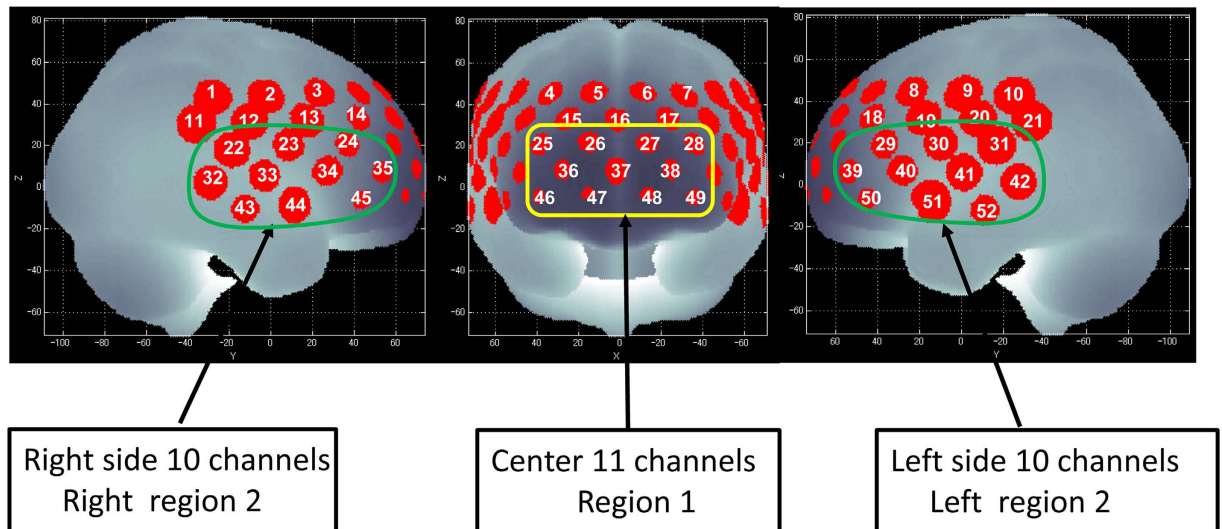 80
60
40
20
0
−20
−40
−60
Z
1 2 3
11 12 13 14
22 23 24
32 33 34 35
43 44 45
−100 −80 −60 −40 −20 0 20 40 60
Y
80
60
40
20
0
−20
−40
−60
Z
4 5 6 7
15 16 17
25 26 27 28
36 37 38
46 47 48 49
60 40 20 0 −20 −40 −60
X
80
60
40
20
0
−20
−40
−60
Z
8 9 10
18 19 20 21
29 30 31
39 40 41 42
50 51 52
60 40 20 0 −20 −40 −60 −80 −100
Y
Right side 10 channels
Right region 2
Center 11 channels
Region 1
Left side 10 channels
Left region 2